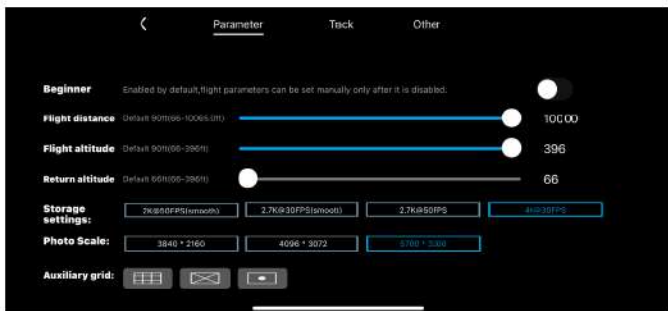 Parameter Track Other
Beginner Enabled by default,flight parameters can be set manually only after it is disabled.
Flight distance Default 90ft(66-10065.0ft) 10000
Flight altitude Default 90ft(66-396ft) 396
Return altitude Default 66ft(66-396ft) 66
Storage settings: 2K@60FPS(smooth) 2.7K@30FPS(smooth) 2.7K@50FPS 4K@30FPS
Photo Scale: 3840 * 2160 4096 * 3072
Auxiliary grid: